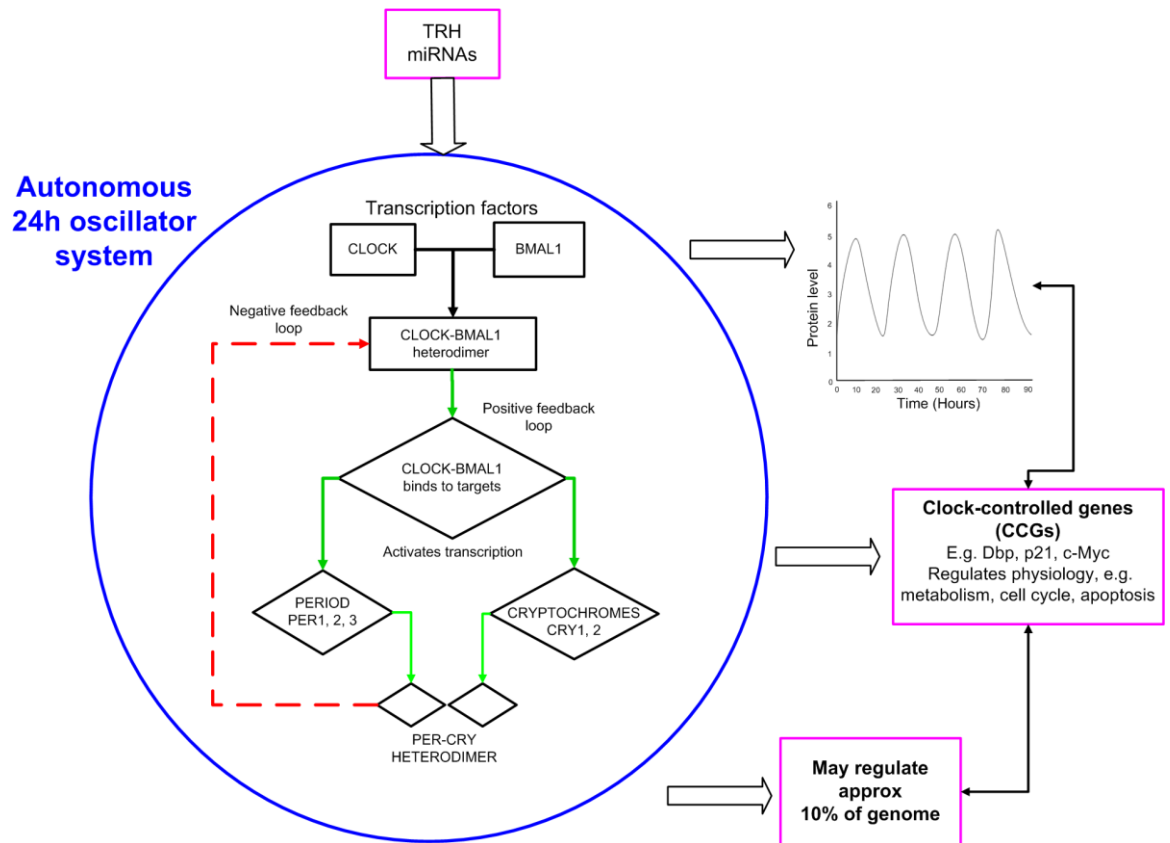 TRH
miRNAs
Autonomous
24h oscillator
system
Transcription factors
CLOCK
BMAL1
Negative feedback
loop
CLOCK-BMAL1
heterodimer
Positive feedback
loop
CLOCK-BMAL1
binds to targets
Activates transcription
PERIOD
PER1, 2, 3
CRYPTOCHROMES
CRY1, 2
PER-CRY
HETERODIMER
Protein level
6
5
4
3
2
1
0
0 10 20 30 40 50 60 70 80 90
Time (Hours)
Clock-controlled genes
(CCGs)
E.g. Dbp, p21, c-Myc
Regulates physiology, e.g.
metabolism, cell cycle, apoptosis
May regulate
approx
10% of genome